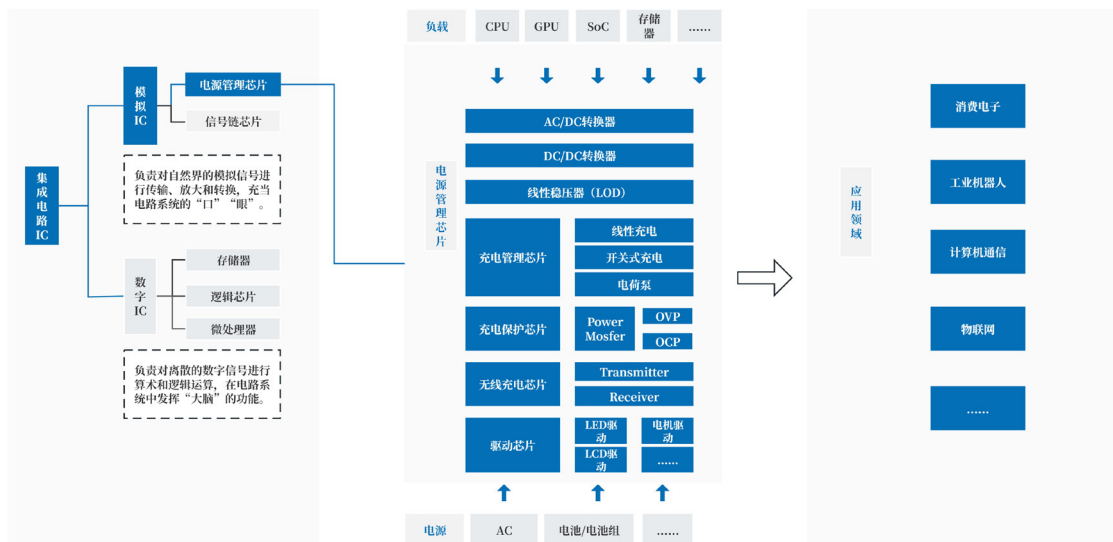 集
成
电
路
IC
模
拟
IC
电源管理芯片
信号链芯片
负责对自然界的模拟信号进
行传输、放大和转换，充当
电路系统的“口”“眼”。
数
字
IC
存储器
逻辑芯片
微处理器
负责对离散的数字信号进行
算术和逻辑运算，在电路系
统中发挥“大脑”的功能。
负载
CPU
GPU
SoC
存储
器
......
电
源
管
理
芯
片
AC/DC转换器
DC/DC转换器
线性稳压器（LOD）
充电管理芯片
线性充电
开关式充电
电荷泵
充电保护芯片
Power
Mosfer
OVP
OCP
无线充电芯片
Transmitter
Receiver
驱动芯片
LED驱
动
电机驱
动
LCD驱
动
......
电源
AC
电池/电池组
......
应
用
领
域
消费电子
工业机器人
计算机通信
物联网
......